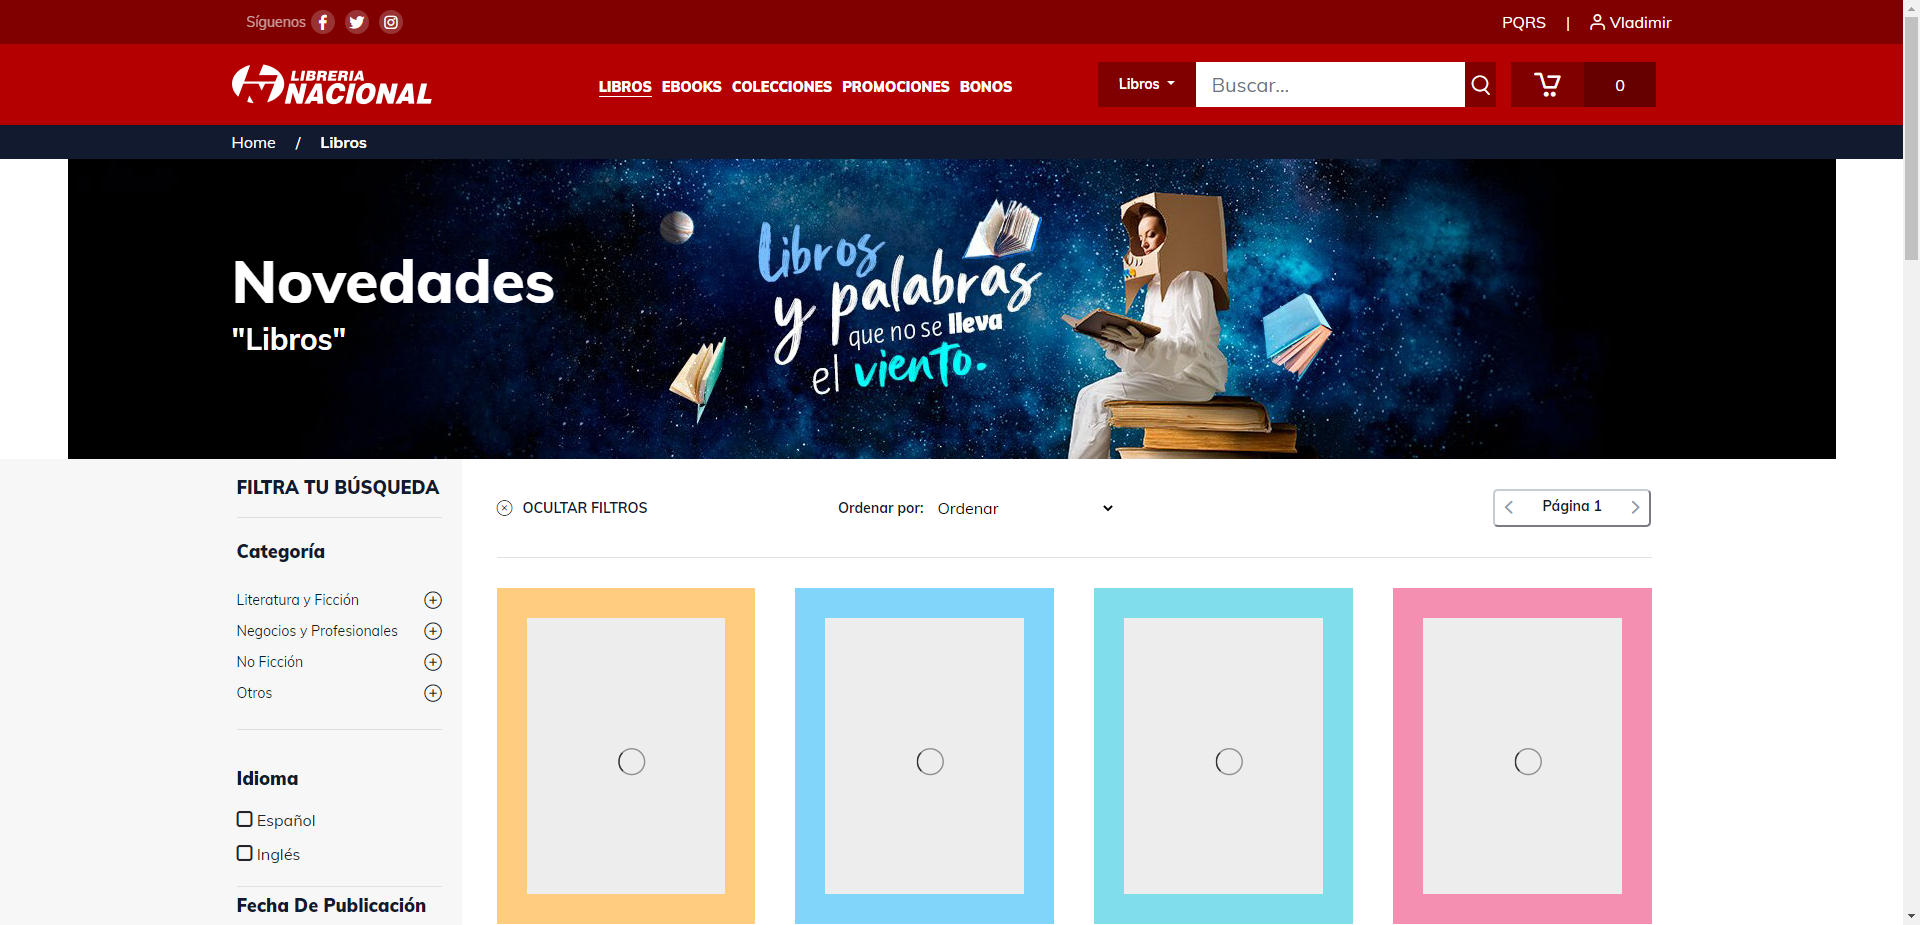 Síguenos
PQRS | Vladimir
LIBRERIA
NACIONAL
LIBROS EBOOKS COLECCIONES PROMOCIONES BONOS
Libros
Buscar...
0
Home / Libros
Novedades
"Libros"
Libros
y palabras
que no se lleva
el viento.
FILTRA TU BÚSQUEDA
OCULTAR FILTROS
Ordenar por: Ordenar
Página 1
Categoría
Literatura y Ficción
Negocios y Profesionales
No Ficción
Otros
Idioma
Español
Inglés
Fecha De Publicación